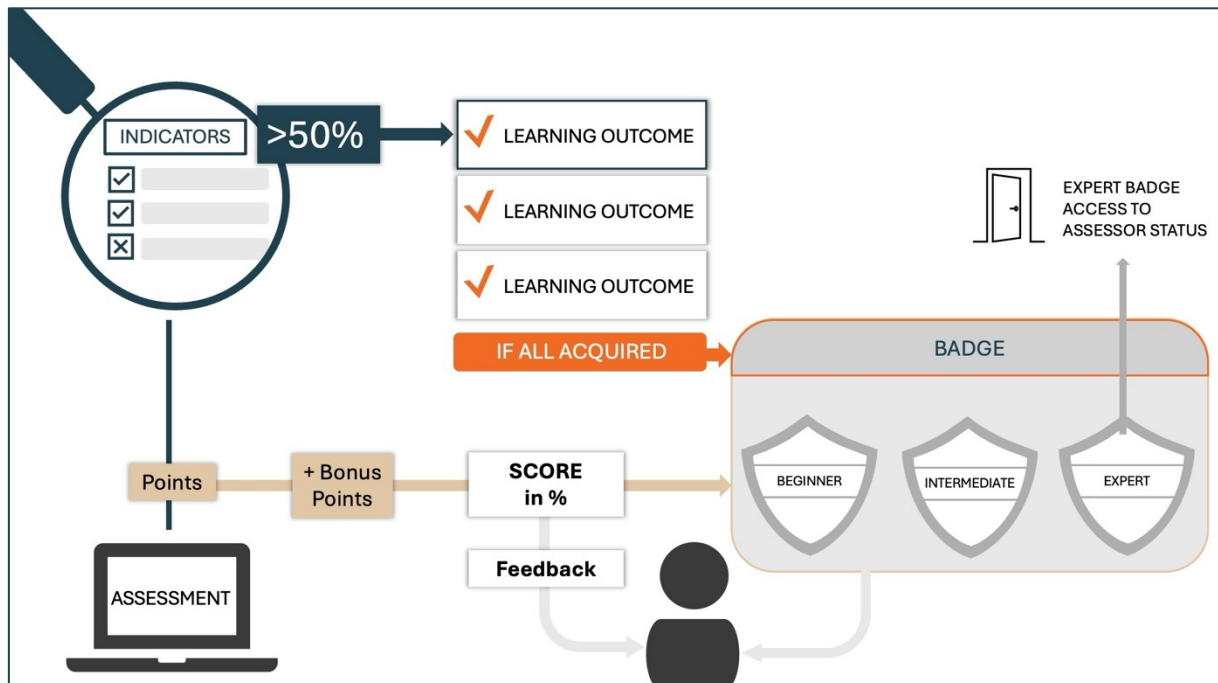 INDICATORS
>50%
LEARNING OUTCOME
LEARNING OUTCOME
LEARNING OUTCOME
IF ALL ACQUIRED
EXPERT BADGE
ACCESS TO
ASSESSOR STATUS
BADGE
BEGINNER
INTERMEDIATE
EXPERT
Points
+ Bonus
Points
SCORE
in %
Feedback
ASSESSMENT